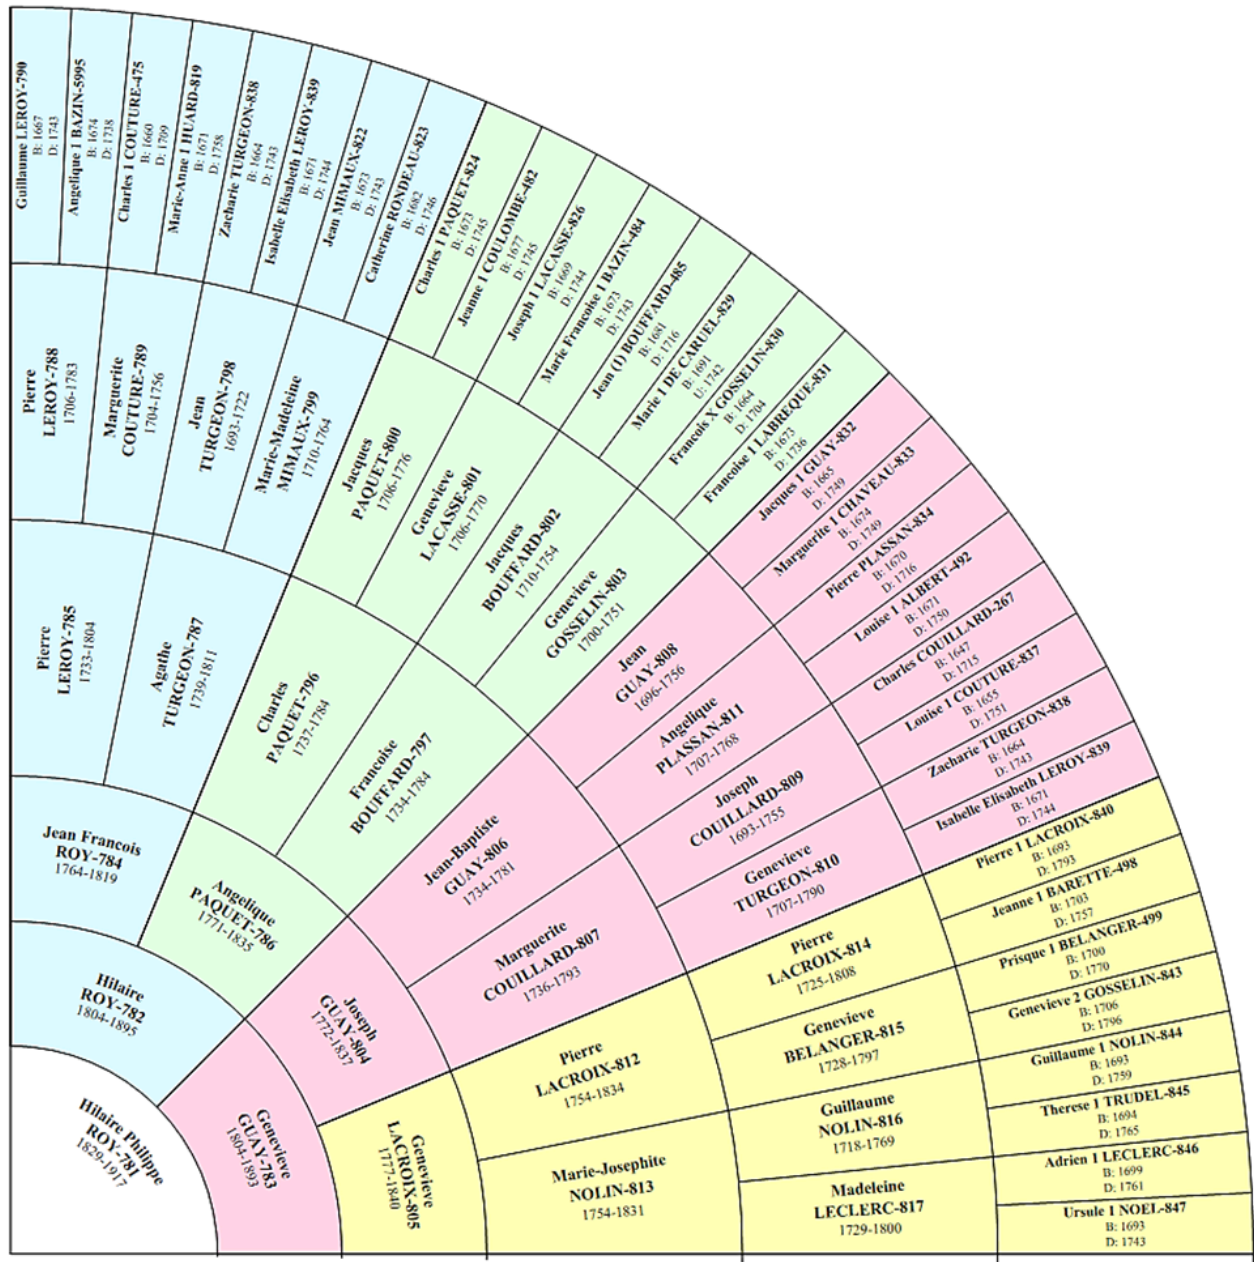 Guillaume LEROY-790
B: 1667
D: 1743
Angelique 1 BAZIN-5995
B: 1674
D: 1738
Charles 1 COUTURE-475
B: 1660
D: 1709
Marie-Anne 1 HUARD-819
B: 1671
D: 1758
Zacharie TURGEON-838
B: 1664
D: 1743
Isabelle Elisabeth LEROY-839
B: 1671
D: 1744
Jean MIMAUX-822
B: 1673
D: 1743
Catherine RONDEAU-823
B: 1682
D: 1746
Charles 1 PAQUET-824
B: 1673
D: 1745
Jeanne 1 COULOMBE-482
B: 1677
D: 1745
Joseph 1 LACASSE-826
B: 1669
D: 1744
Marie Francoise 1 BAZIN-484
B: 1673
D: 1743
Jean (1) BOUFFARD-485
B: 1681
D: 1716
Marie 1 DE CARUEL-829
B: 1691
U: 1742
Francois X GOSSELIN-830
B: 1664
D: 1704
Francoise 1 LABREQUE-831
B: 1673
D: 1736
Jacques 1 GUAY-832
B: 1665
D: 1749
Marguerite 1 CHAVEAU-833
B: 1674
D: 1749
Pierre PLASSAN-834
B: 1670
D: 1716
Louise 1 ALBERT-492
B: 1671
D: 1750
Charles COUILLARD-267
B: 1647
D: 1715
Louise 1 COUTURE-837
B: 1655
D: 1751
Zacharie TURGEON-838
B: 1664
D: 1743
Isabelle Elisabeth LEROY-839
B: 1671
D: 1744
Pierre 1 LACROIX-840
B: 1693
D: 1793
Jeanne 1 BARETTE-498
B: 1703
D: 1757
Prisque 1 BELANGER-499
B: 1700
D: 1770
Genevieve 2 GOSSELIN-843
B: 1706
D: 1796
Guillaume 1 NOLIN-844
B: 1693
D: 1759
Therese 1 TRUDEL-845
B: 1694
D: 1765
Adrien 1 LECLERC-846
B: 1699
D: 1761
Ursule 1 NOEL-847
B: 1693
D: 1743
Pierre
LEROY-788
1706-1783
Marguerite
COUTURE-789
1704-1756
Jean
TURGEON-798
1693-1722
Marie-Madeleine
MIMAUX-799
1710-1764
Jacques
PAQUET-800
1706-1776
Genevieve
LACASSE-801
1706-1770
Jacques
BOUFFARD-802
1710-1754
Genevieve
GOSSELIN-803
1700-1751
Jean
GUAY-808
1696-1756
Angelique
PLASSAN-811
1707-1768
Joseph
COUILLARD-809
1693-1755
Genevieve
TURGEON-810
1707-1790
Pierre
LACROIX-814
1725-1808
Genevieve
BELANGER-815
1728-1797
Guillaume
NOLIN-816
1718-1769
Madeleine
LECLERC-817
1729-1800
Pierre
LEROY-785
1733-1804
Agathe
TURGEON-787
1739-1811
Charles
PAQUET-796
1737-1784
Francoise
BOUFFARD-797
1734-1784
Jean-Baptiste
GUAY-806
1734-1781
Marguerite
COUILLARD-807
1736-1793
Pierre
LACROIX-812
1754-1834
Marie-Josephite
NOLIN-813
1754-1831
Jean Francois
ROY-784
1764-1819
Angelique
PAQUET-786
1771-1835
Joseph
GUAY-804
1772-1837
Genevieve
LACROIX-805
1777-1840
Hilaire
ROY-782
1804-1895
Genevieve
GUAY-783
1804-1893
Hilaire Philippe
ROY-781
1829-1917